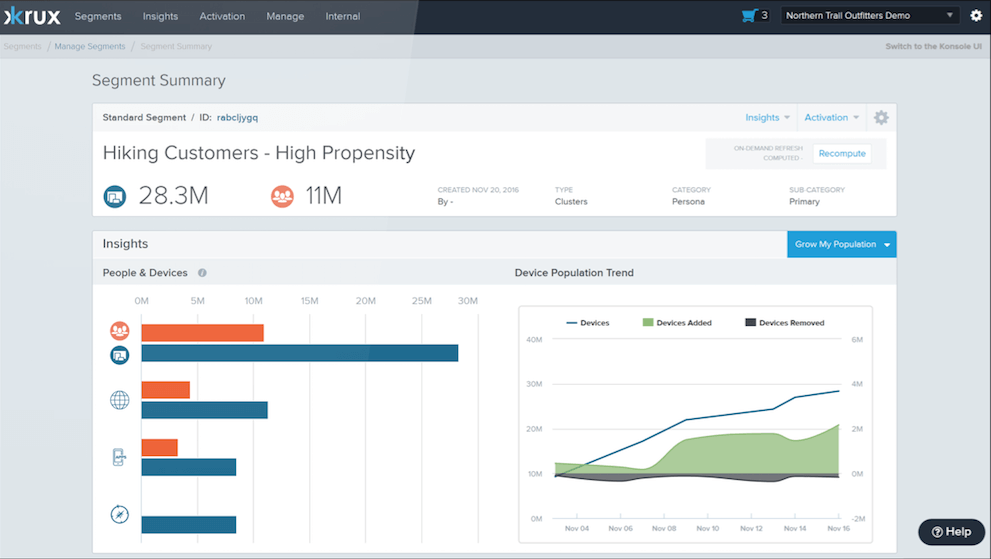 krux Segments Insights Activation Manage Internal 3 Northern Trail Outfitters Demo
Segments / Manage Segments / Segment Summary Switch to the Konsole UI
Segment Summary
Standard Segment / ID: rabcljygq Insights Activation
Hiking Customers - High Propensity
ON-DEMAND REFRESH
COMPUTED -
Recompute
28.3M 11M
CREATED NOV 20, 2016
By -
TYPE
Clusters
CATEGORY
Persona
SUB CATEGORY
Primary
Insights Grow My Population
People & Devices
0M 5M 10M 15M 20M 25M 30M
APPS
Device Population Trend
Devices Devices Added Devices Removed
40M 6M
30M 4M
20M 2M
10M 0M
0M -2M
Nov 04 Nov 06 Nov 08 Nov 10 Nov 12 Nov 14 Nov 16
Help